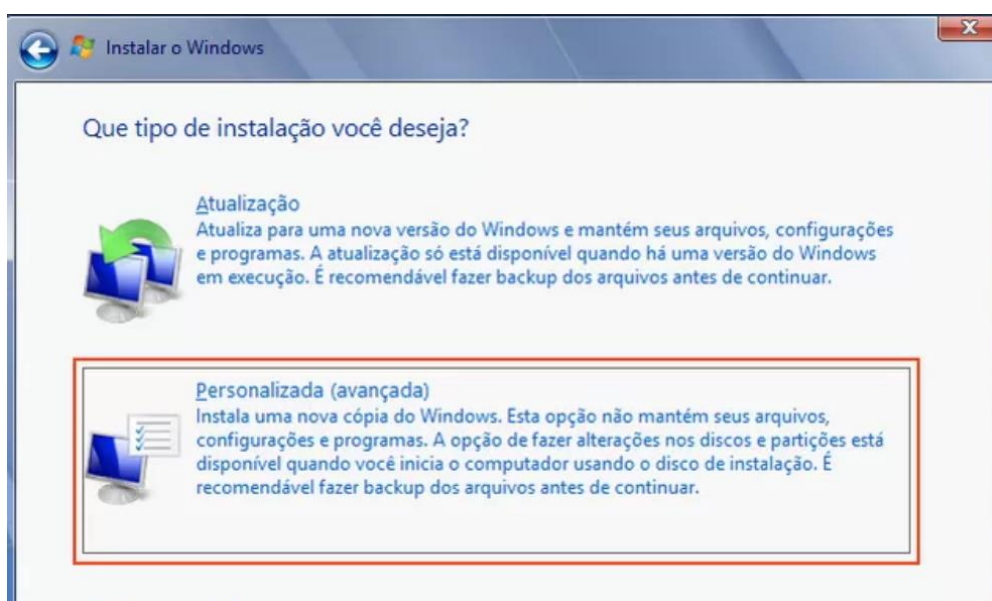 Instalar o Windows
Que tipo de instalação você deseja?
Atualização
Atualiza para uma nova versão do Windows e mantém seus arquivos, configurações
e programas. A atualização só está disponível quando há uma versão do Windows
em execução. É recomendável fazer backup dos arquivos antes de continuar.
Personalizada (avançada)
Instala uma nova cópia do Windows. Esta opção não mantém seus arquivos,
configurações e programas. A opção de fazer alterações nos discos e partições está
disponível quando você inicia o computador usando o disco de instalação. É
recomendável fazer backup dos arquivos antes de continuar.